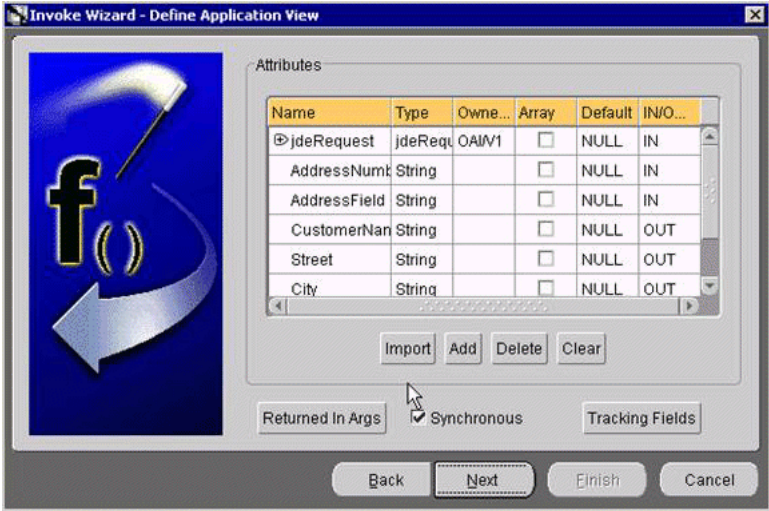 Invoke Wizard - Define Application View
f()
Attributes
Name Type Owne... Array Default IN/O...
jdeRequest jdeRequ OAI/V1 NULL IN
AddressNumb String NULL IN
AddressField String NULL IN
CustomerNan String NULL OUT
Street String NULL OUT
City String NULL OUT
Import Add Delete Clear
Returned In Args Synchronous Tracking Fields
Back Next Finish Cancel